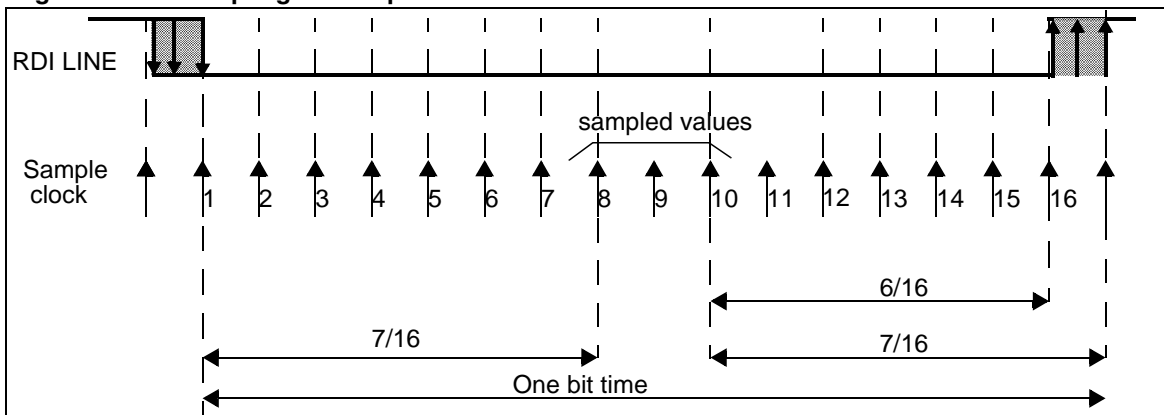 RDI LINE
sampled values
Sample
clock
1 2 3 4 5 6 7 8 9 10 11 12 13 14 15 16
6/16
7/16
7/16
One bit time